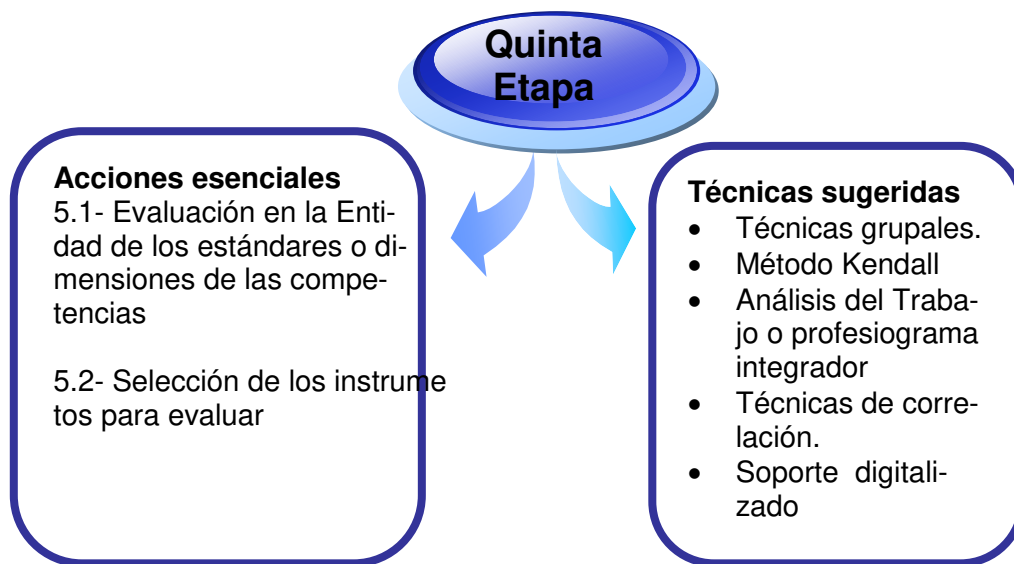 Quinta
Etapa
Acciones esenciales
5.1- Evaluación en la Enti-
dad de los estándares o di-
mensiones de las compe-
tencias
5.2- Selección de los instrume
tos para evaluar
Técnicas sugeridas
• Técnicas grupales.
• Método Kendall
• Análisis del Traba-
jo o profesiograma
integrador
• Técnicas de corre-
lación.
• Soporte digitali-
zado